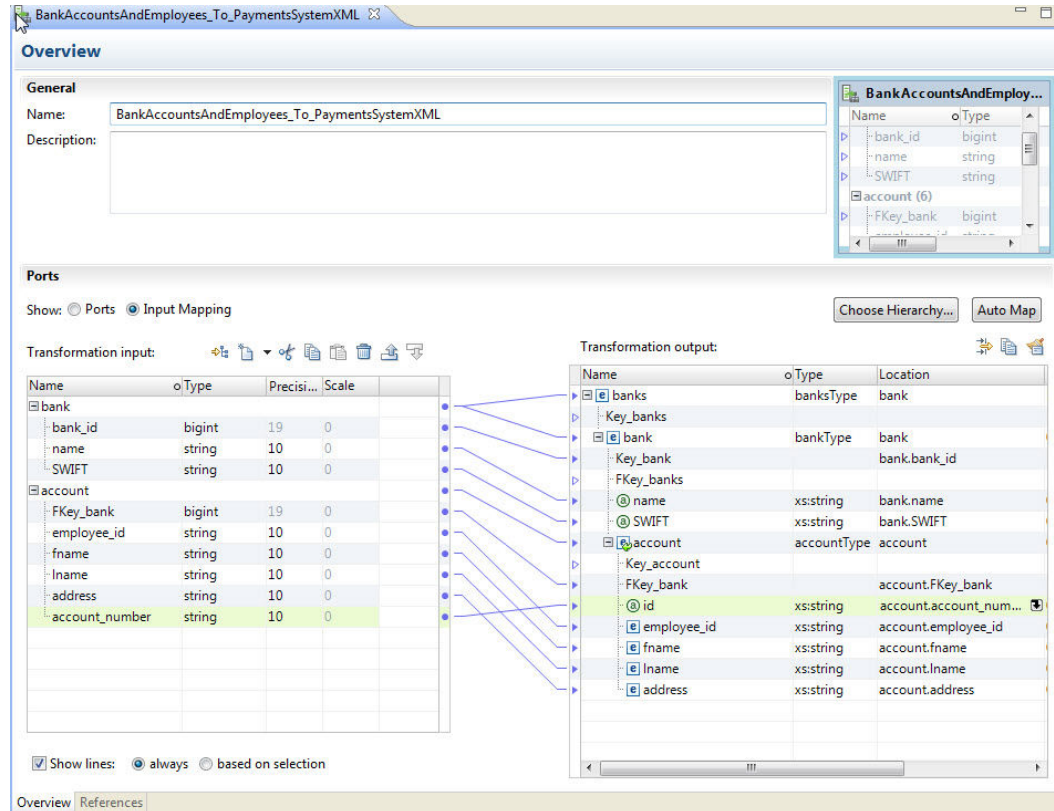 BankAccountsAndEmployees_To_PaymentsSystemXML
Overview
General
Name: BankAccountsAndEmployees_To_PaymentsSystemXML
Description:
BankAccountsAndEmploy...
Name Type
bank_id bigint
name string
SWIFT string
account (6)
FKey_bank bigint
Ports
Show: Ports Input Mapping
Choose Hierarchy... Auto Map
Transformation input:
Name Type Precisi... Scale
bank
bank_id bigint 19 0
name string 10 0
SWIFT string 10 0
account
FKey_bank bigint 19 0
employee_id string 10 0
fname string 10 0
lname string 10 0
address string 10 0
account_number string 10 0
Transformation output:
Name Type Location
e banks banksType bank
Key_banks
e bank bankType bank
Key_bank bank.bank_id
FKey_banks
a name xs:string bank.name
a SWIFT xs:string bank.SWIFT
e account accountType account
Key_account
FKey_bank account.FKey_bank
a id xs:string account.account_num...
e employee_id xs:string account.employee_id
e fname xs:string account.fname
e lname xs:string account.lname
e address xs:string account.address
Show lines: always based on selection
Overview References